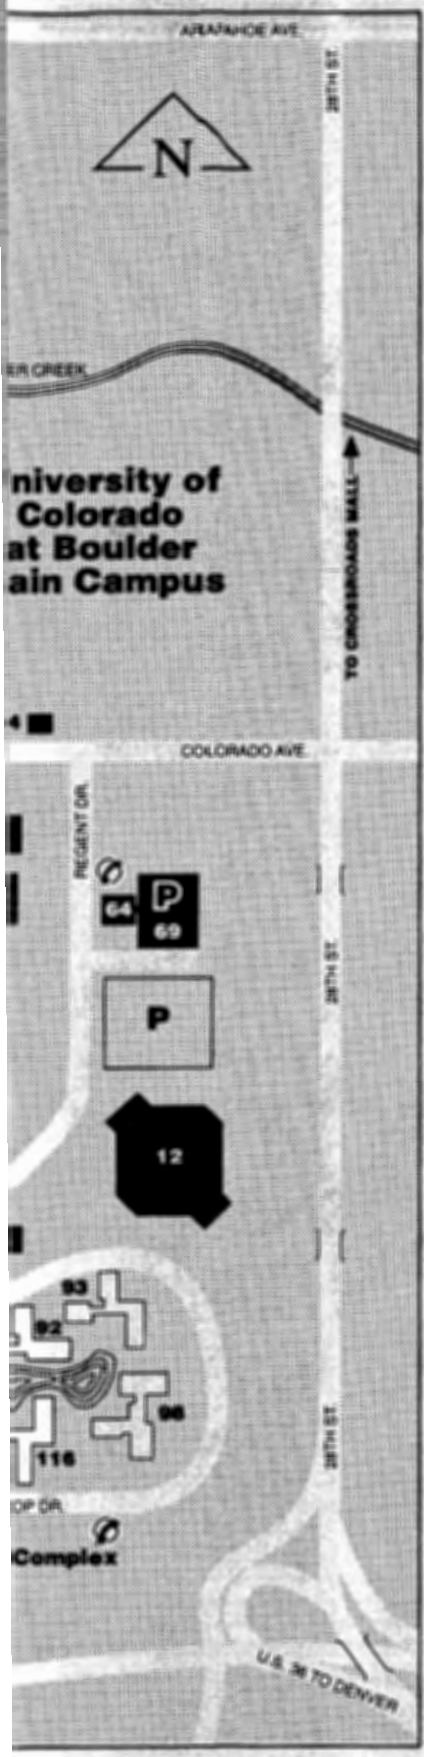 ARAPAHOE AVE.
28TH ST.
N
ER CREEK
niversity of
Colorado
at Boulder
ain Campus
TO CROSSROADS MALL
4
COLORADO AVE.
REGENT DR.
P
64
69
28TH ST.
P
12
93
92
96
28TH ST.
116
OP DR.
Complex
U.S. 36 TO DENVER